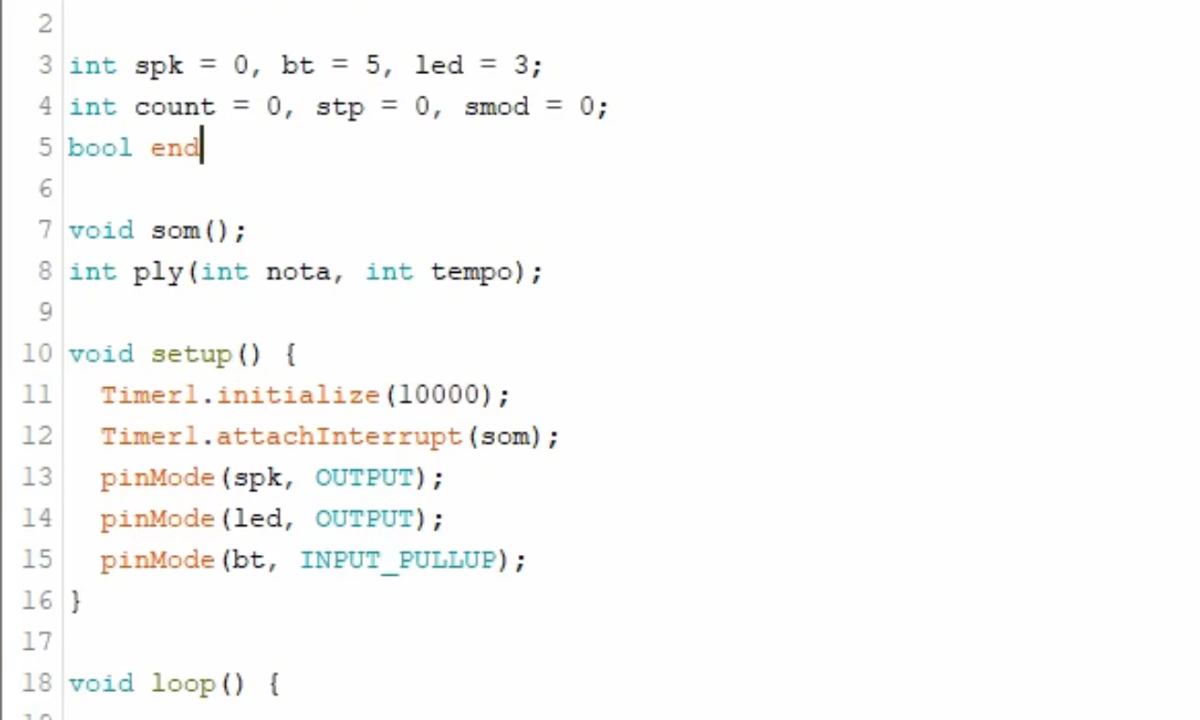 2
3 int spk = 0, bt = 5, led = 3;
4 int count = 0, stp = 0, smod = 0;
5 bool end
6
7 void som();
8 int ply(int nota, int tempo);
9
10 void setup() {
11   Timer1.initialize(10000);
12   Timer1.attachInterrupt(som);
13   pinMode(spk, OUTPUT);
14   pinMode(led, OUTPUT);
15   pinMode(bt, INPUT_PULLUP);
16 }
17
18 void loop() {